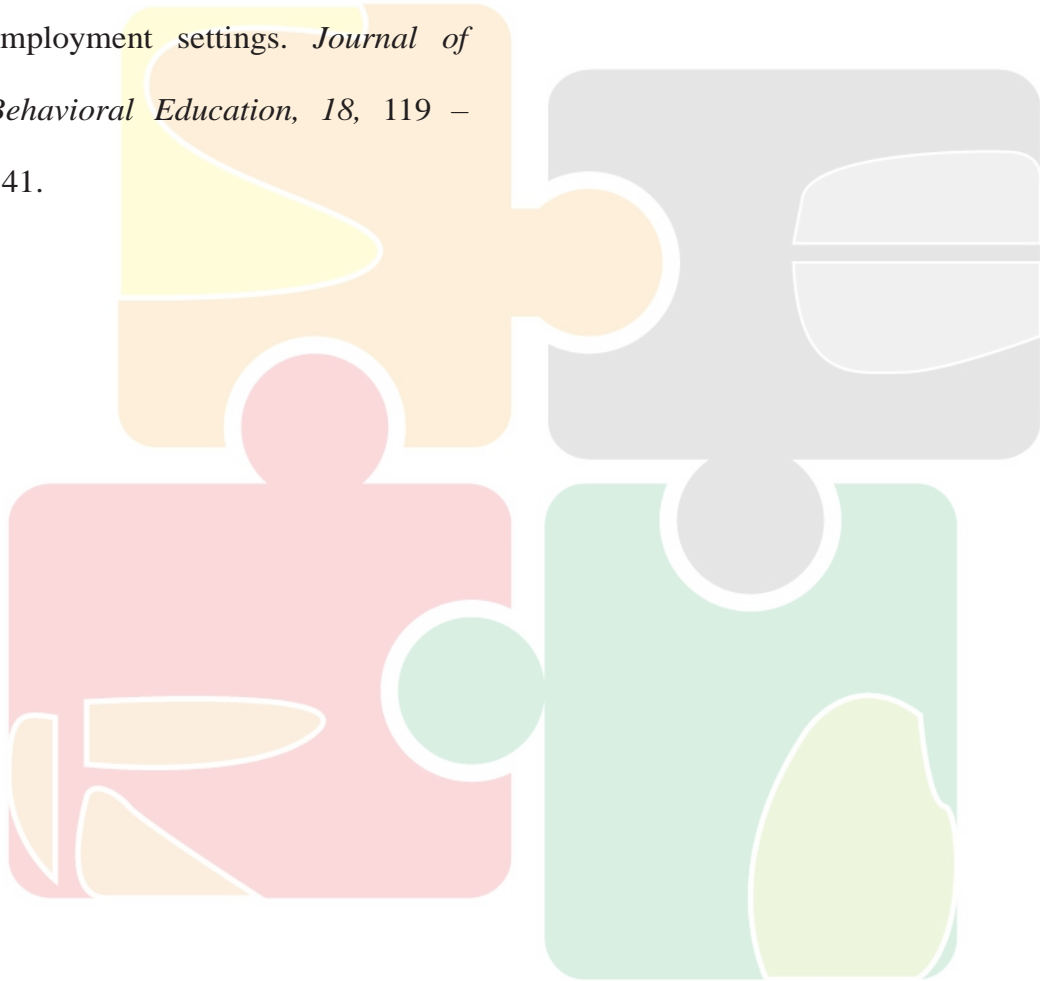 mployment settings. Journal of
Behavioral Education, 18, 119 –
41.